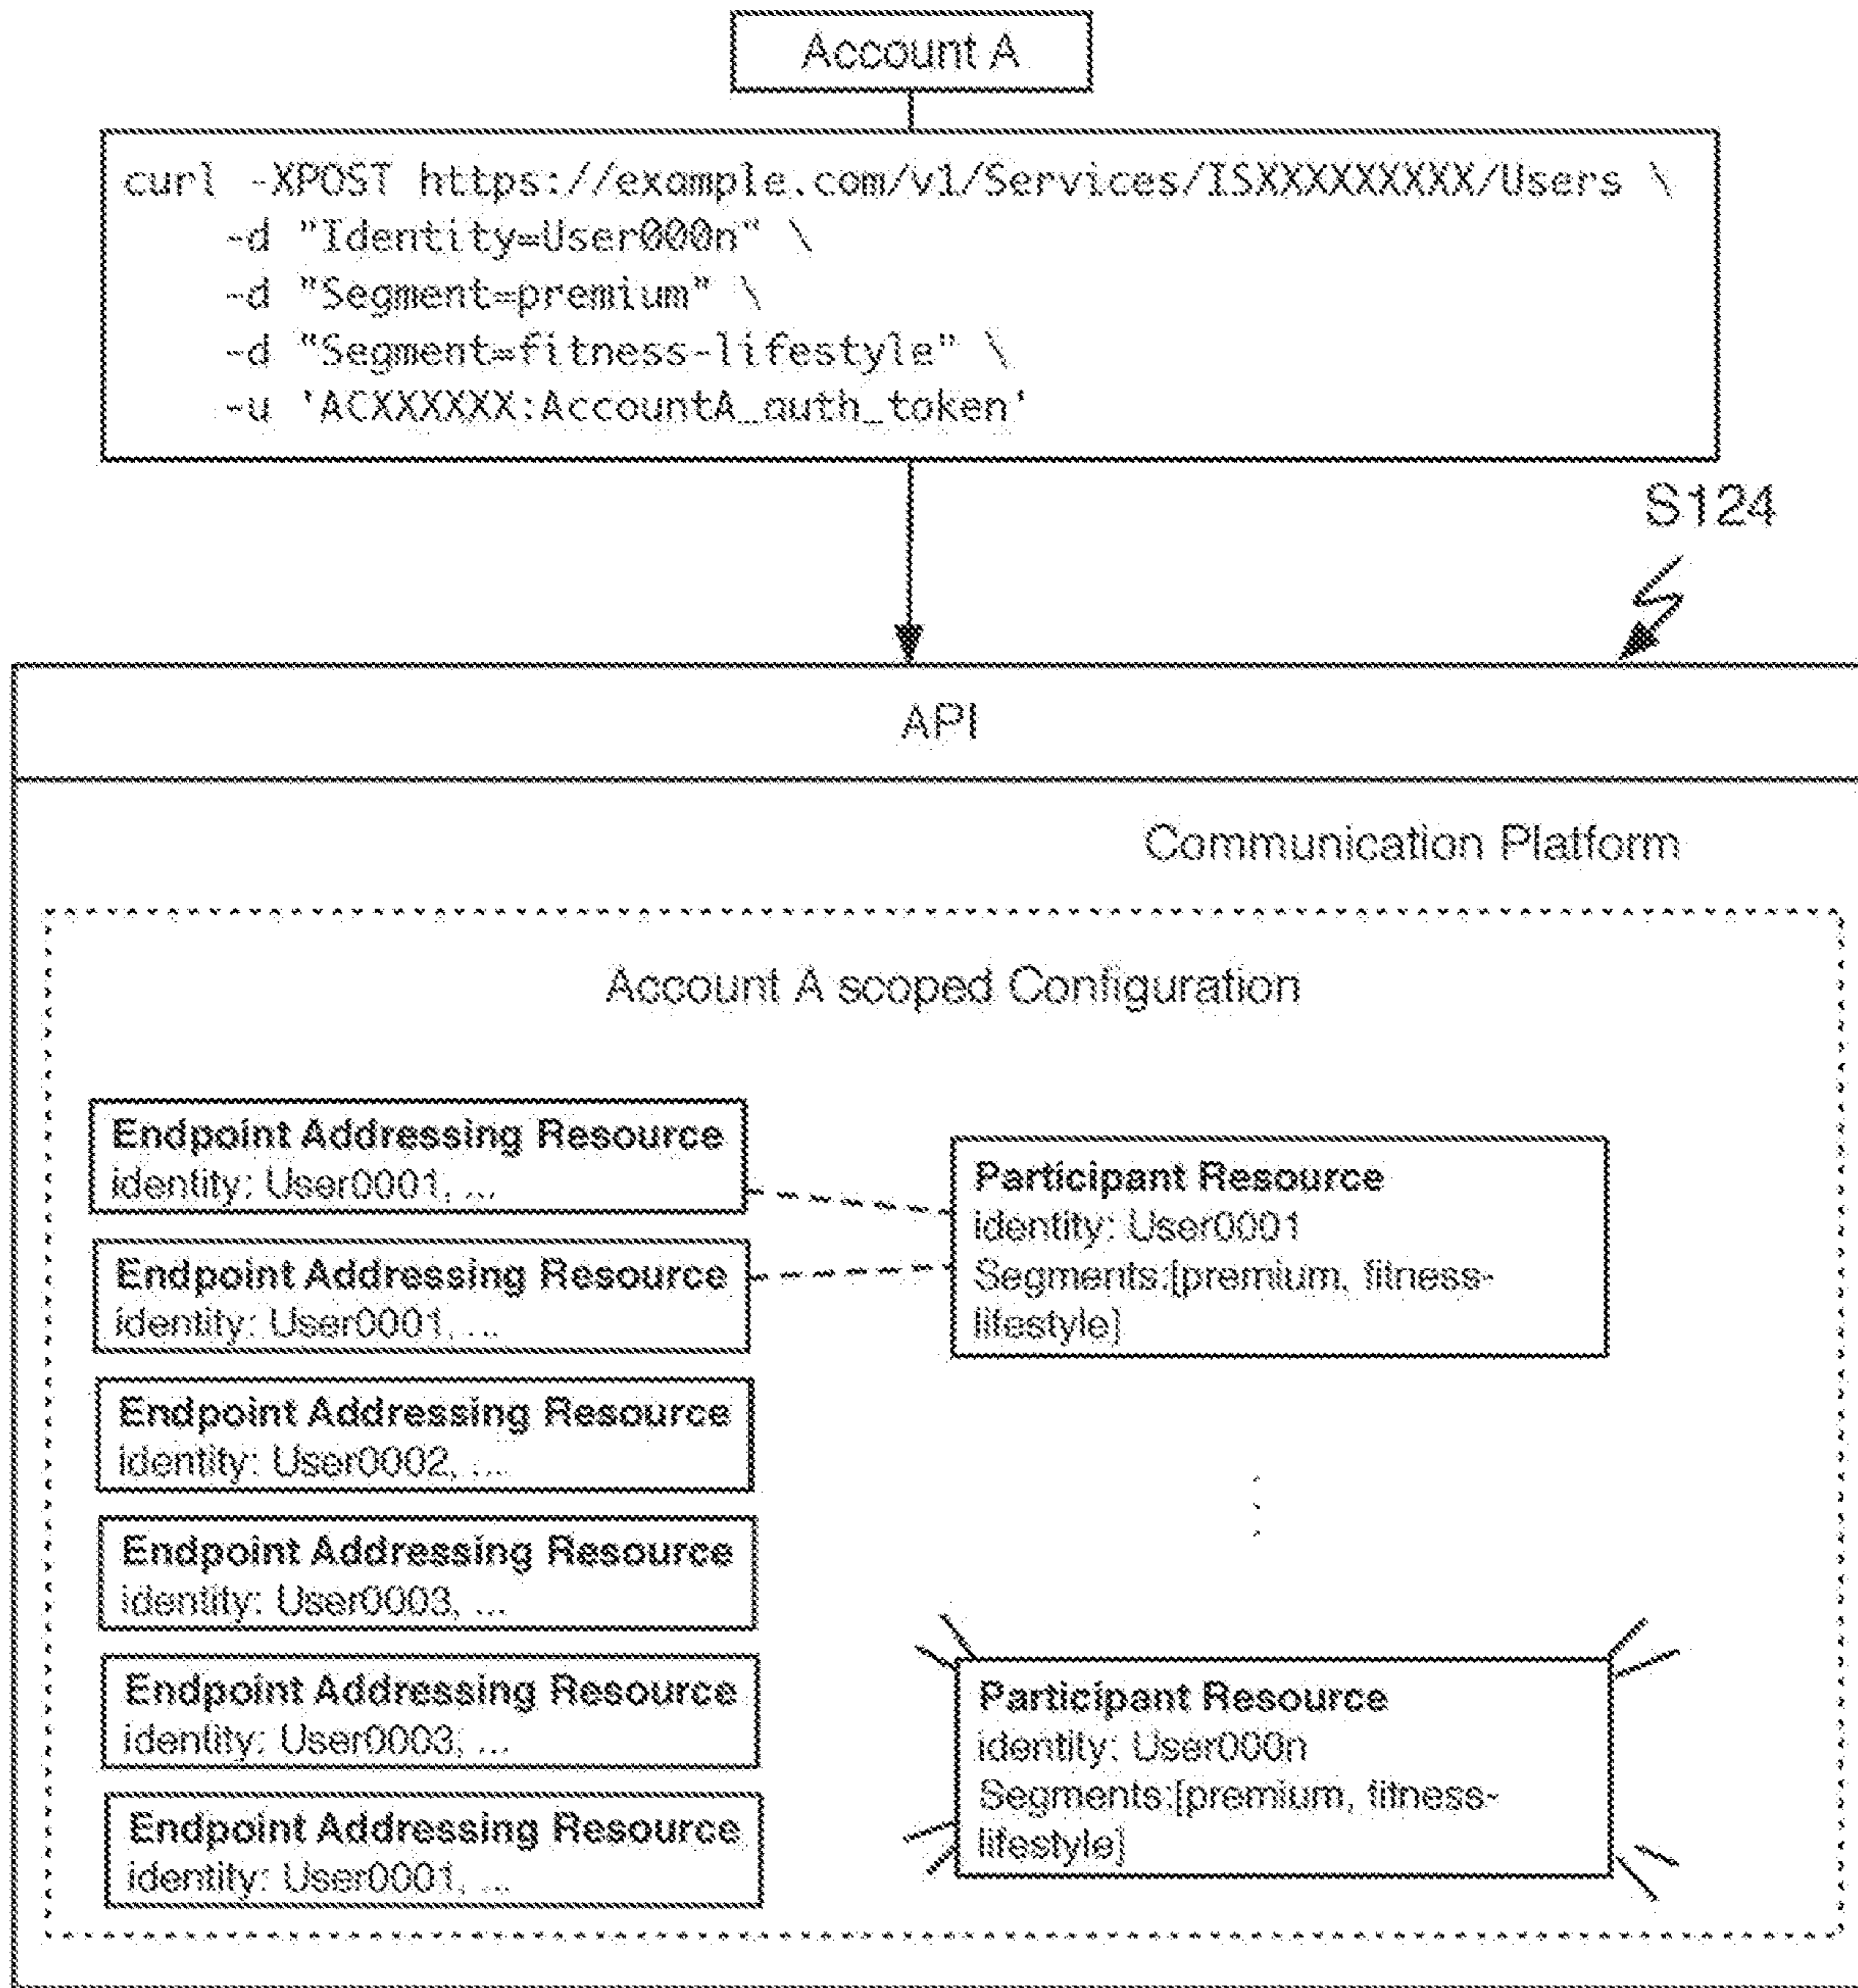 Account A
curl -XPOST https://example.com/v1/Services/ISXXXXXXXXX/Users \
-d "Identity=User000n" \
-d "Segment=premium" \
-d "Segment=fitness-lifestyle" \
-u 'ACXXXXXX:AccountA_auth_token'
S124
API
Communication Platform
Account A scoped Configuration
Endpoint Addressing Resource
identity: User0001, ...
Endpoint Addressing Resource
identity: User0001, ...
Endpoint Addressing Resource
identity: User0002, ...
Endpoint Addressing Resource
identity: User0003, ...
Endpoint Addressing Resource
identity: User0003, ...
Endpoint Addressing Resource
identity: User0001, ...
Participant Resource
identity: User0001
Segments:[premium, fitness-
lifestyle]
Participant Resource
identity: User000n
Segments:[premium, fitness-
lifestyle]